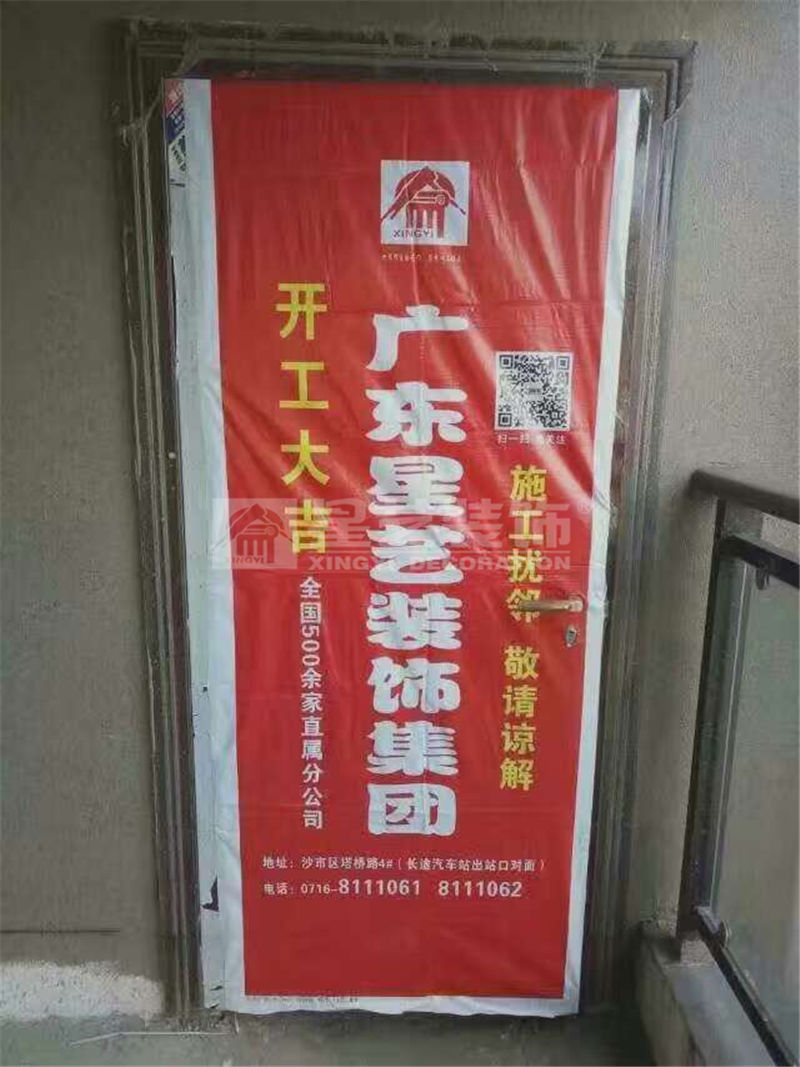 XINGYI
开工大吉
全国500余家直属分公司
广东星艺装饰集团
扫一扫
关注
施工扰邻 敬请谅解
星艺装饰®
XINGYI DECORATION
XINGYI
地址：沙市区塔桥路4#（长途汽车站出站口对面）
电话：0716-8111061 8111062